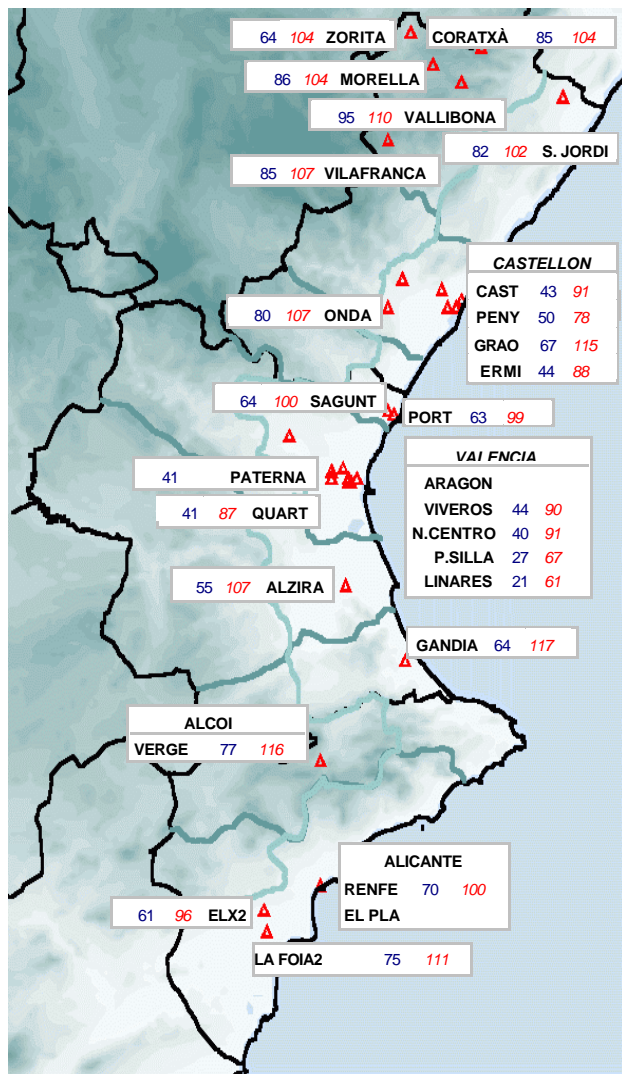 64 104 ZORITA
CORATXÀ 85 104
86 104 MORELLA
95 110 VALLIBONA
82 102 S. JORDI
85 107 VILAFRANCA
CASTELLON
CAST 43 91
PENY 50 78
GRAO 67 115
ERMI 44 88
80 107 ONDA
64 100 SAGUNT
PORT 63 99
VALENCIA
ARAGON
VIVEROS 44 90
N.CENTRO 40 91
P.SILLA 27 67
LINARES 21 61
41 PATERNA
41 87 QUART
55 107 ALZIRA
GANDIA 64 117
ALCOI
VERGE 77 116
ALICANTE
RENFE 70 100
EL PLA
61 96 ELX2
LA FOIA2 75 111